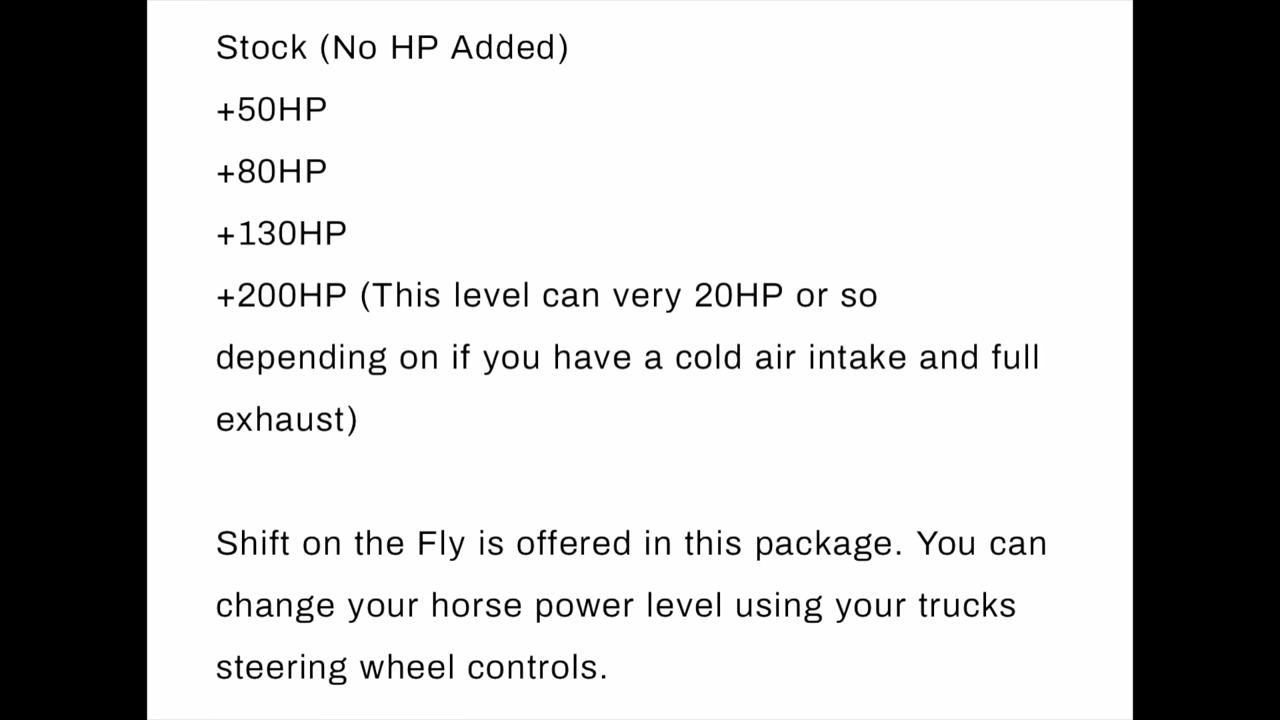 Stock (No HP Added)
+50HP
+80HP
+130HP
+200HP (This level can very 20HP or so
depending on if you have a cold air intake and full
exhaust)
Shift on the Fly is offered in this package. You can
change your horse power level using your trucks
steering wheel controls.